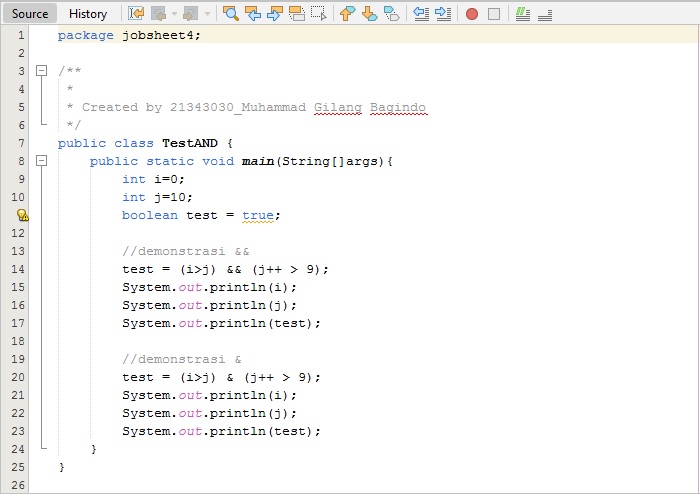 Source History
1 package jobsheet4;
2
3 /**
4 *
5 * Created by 21343030_Muhammad Gilang Bagindo
6 */
7 public class TestAND {
8 public static void main(String[]args){
9 int i=0;
10 int j=10;
boolean test = true;
12
13 //demonstrasi &&
14 test = (i>j) && (j++ > 9);
15 System.out.println(i);
16 System.out.println(j);
17 System.out.println(test);
18
19 //demonstrasi &
20 test = (i>j) & (j++ > 9);
21 System.out.println(i);
22 System.out.println(j);
23 System.out.println(test);
24 }
25 }
26